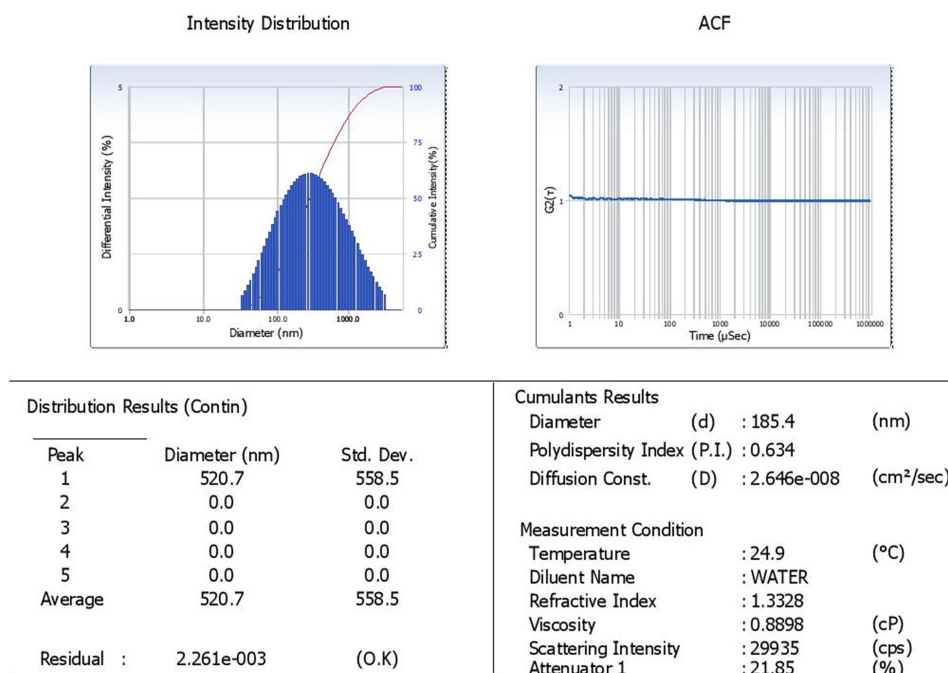 Intensity Distribution
ACF
5
0
Differential Intensity (%)
100
75
50
25
0
Cumulative Intensity(%)
1.0 10.0 100.0 1000.0
Diameter (nm)
2
1
0
G2(τ)
1 10 100 1000 10000 100000 1000000
Time (µSec)
Distribution Results (Contin)
Peak Diameter (nm) Std. Dev.
1 520.7 558.5
2 0.0 0.0
3 0.0 0.0
4 0.0 0.0
5 0.0 0.0
Average 520.7 558.5
Residual : 2.261e-003 (O.K)
Cumulants Results
Diameter (d) : 185.4 (nm)
Polydispersity Index (P.I.) : 0.634
Diffusion Const. (D) : 2.646e-008 (cm²/sec)
Measurement Condition
Temperature : 24.9 (°C)
Diluent Name : WATER
Refractive Index : 1.3328
Viscosity : 0.8898 (cP)
Scattering Intensity : 29935 (cps)
Attenuator 1 : 21.85 (%)